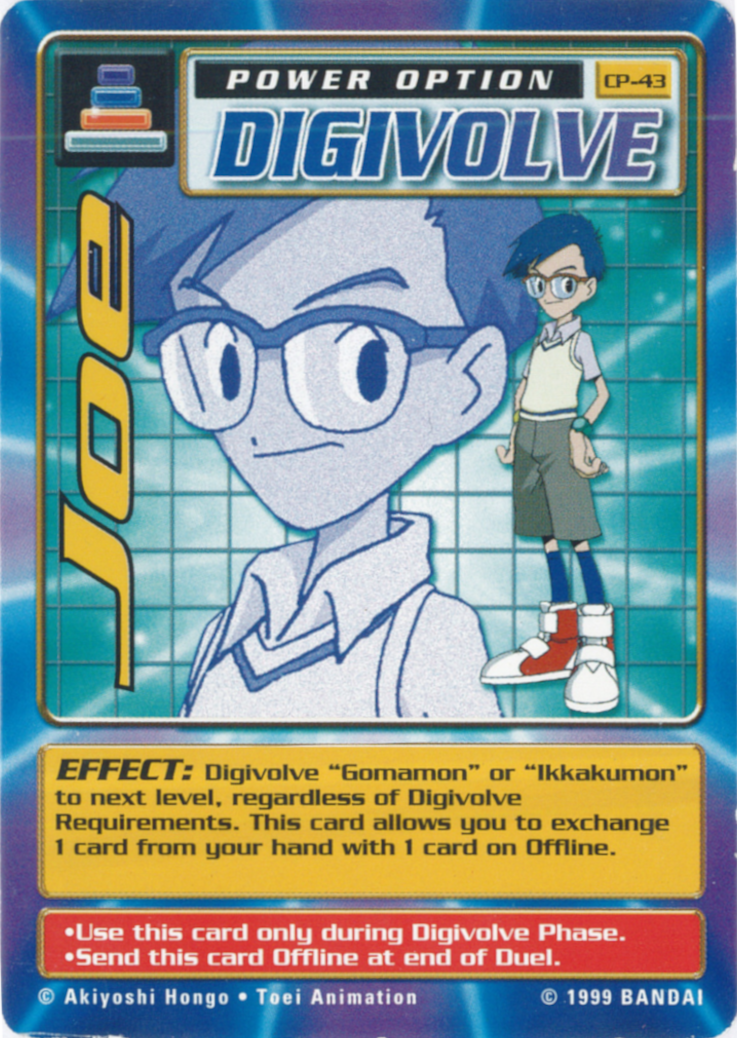 POWER OPTION
CP-43
DIGIVOLVE
Joe
EFFECT: Digivolve “Gomamon” or “Ikkakumon”
to next level, regardless of Digivolve
Requirements. This card allows you to exchange
1 card from your hand with 1 card on Offline.
•Use this card only during Digivolve Phase.
•Send this card Offline at end of Duel.
© Akiyoshi Hongo • Toei Animation
© 1999 BANDAI